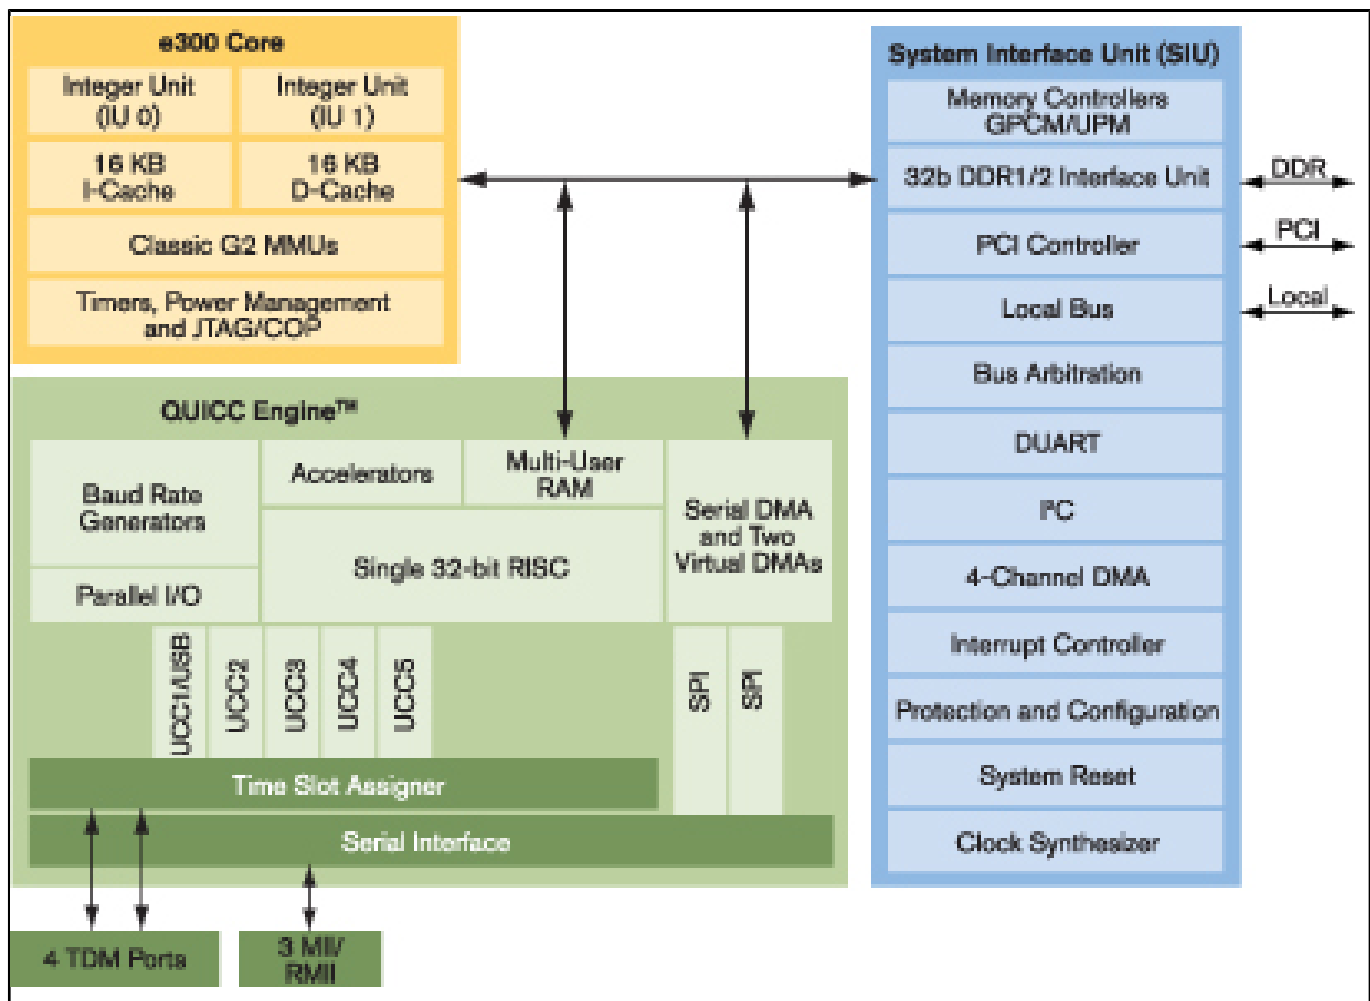 e300 Core
Integer Unit
(IU 0)
Integer Unit
(IU 1)
16 KB
I-Cache
16 KB
D-Cache
Classic G2 MMUs
Timers, Power Management
and JTAG/COP
System Interface Unit (SIU)
Memory Controllers
GPCM/UPM
32b DDR1/2 Interface Unit
PCI Controller
Local Bus
Bus Arbitration
DUART
I²C
4-Channel DMA
Interrupt Controller
Protection and Configuration
System Reset
Clock Synthesizer
DDR
PCI
Local
QUICC Engine™
Baud Rate
Generators
Parallel I/O
Accelerators
Multi-User
RAM
Single 32-bit RISC
Serial DMA
and Two
Virtual DMAs
UCC1/USB
UCC2
UCC3
UCC4
UCC5
SPI
SPI
Time Slot Assigner
Serial Interface
4 TDM Ports
3 MII/
RMII